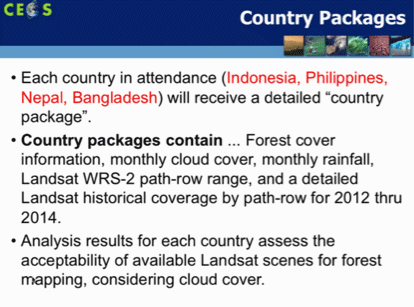 CE S
Country Packages
• Each country in attendance (Indonesia, Philippines,
Nepal, Bangladesh) will receive a detailed “country
package”.
• Country packages contain ... Forest cover
information, monthly cloud cover, monthly rainfall,
Landsat WRS-2 path-row range, and a detailed
Landsat historical coverage by path-row for 2012 thru
2014.
• Analysis results for each country assess the
acceptability of available Landsat scenes for forest
mapping, considering cloud cover.